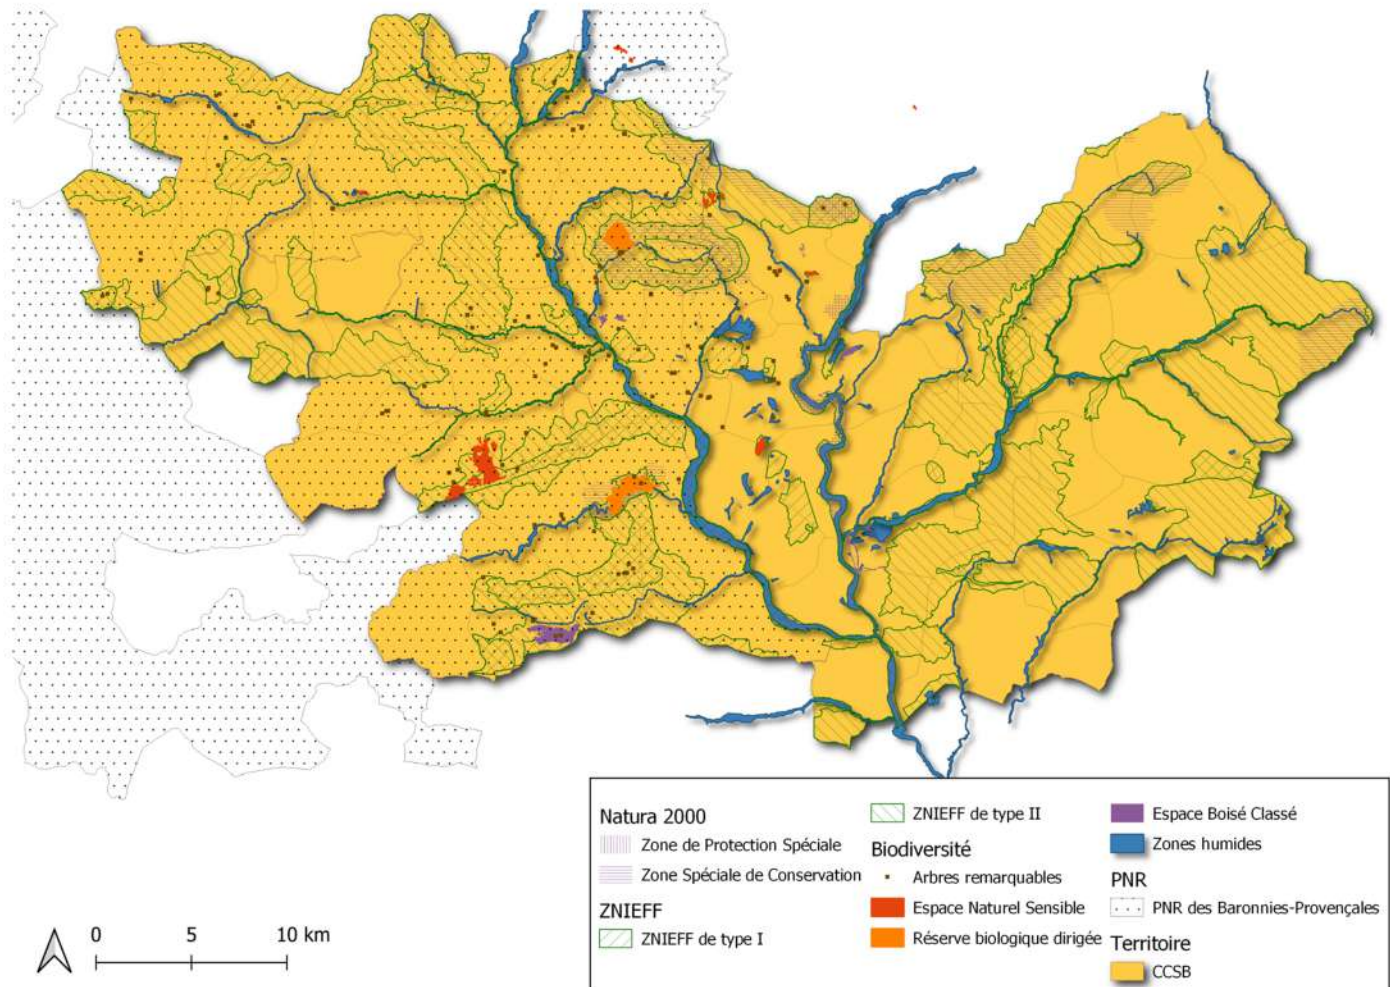 0 5 10 km
Natura 2000
Zone de Protection Spéciale
Zone Spéciale de Conservation
ZNIEFF
ZNIEFF de type I
ZNIEFF de type II
Biodiversité
Arbres remarquables
Espace Naturel Sensible
Réserve biologique dirigée
Espace Boisé Classé
Zones humides
PNR
PNR des Baronnies-Provençales
Territoire
CCSB